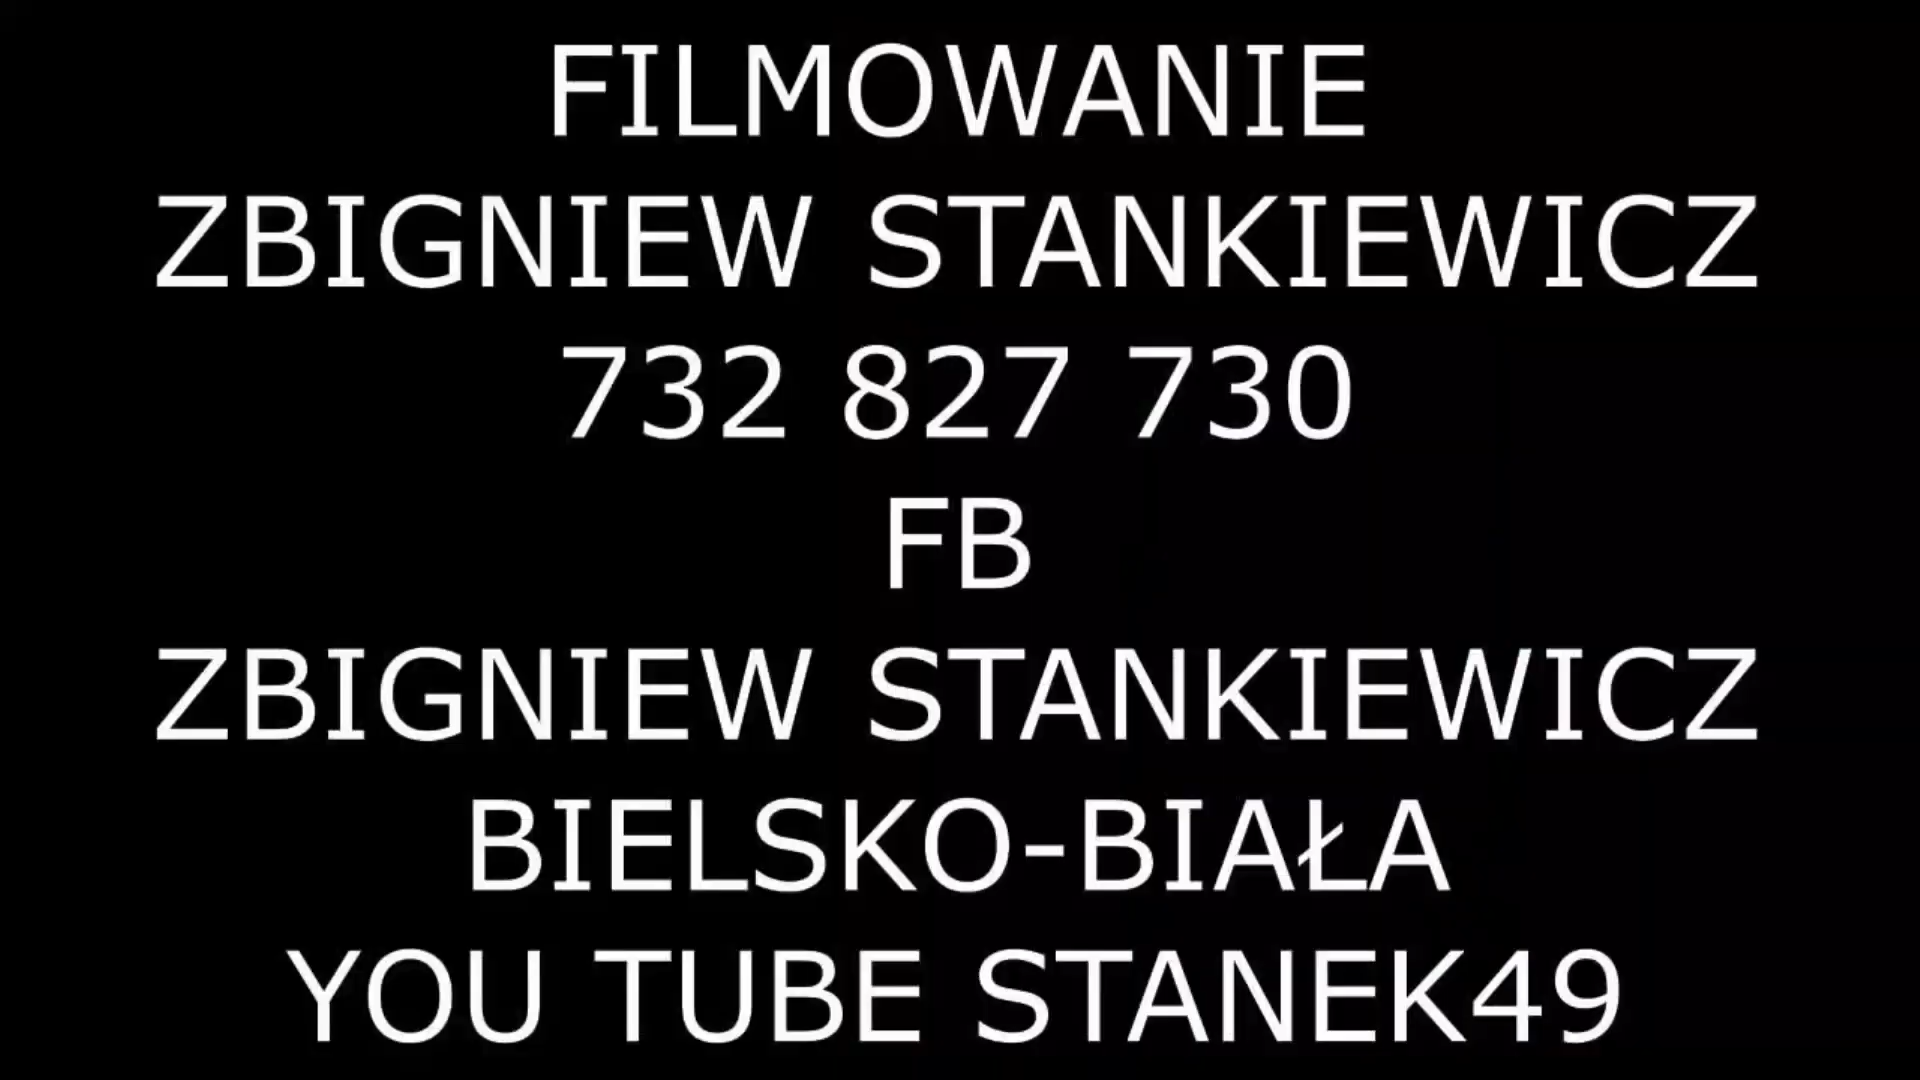 FILMOWANIE
ZBIGNIEW STANKIEWICZ
732 827 730
FB
ZBIGNIEW STANKIEWICZ
BIELSKO-BIAŁA
YOU TUBE STANEK49